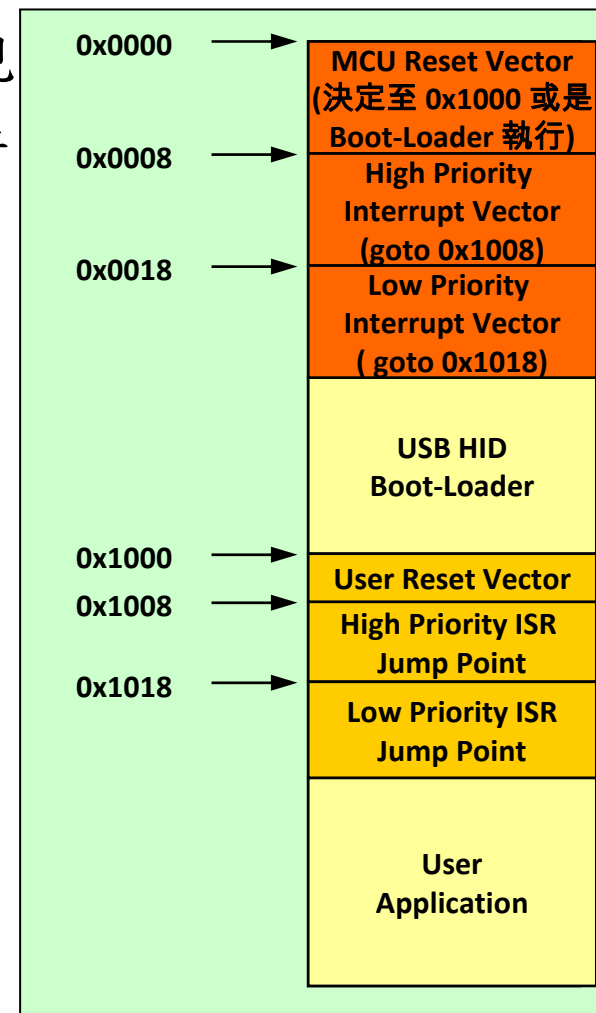 0x0000
MCU Reset Vector
(決定至 0x1000 或是
Boot-Loader 執行)
0x0008
High Priority
Interrupt Vector
(goto 0x1008)
0x0018
Low Priority
Interrupt Vector
( goto 0x1018)
USB HID
Boot-Loader
0x1000
User Reset Vector
0x1008
High Priority ISR
Jump Point
0x1018
Low Priority ISR
Jump Point
User
Application